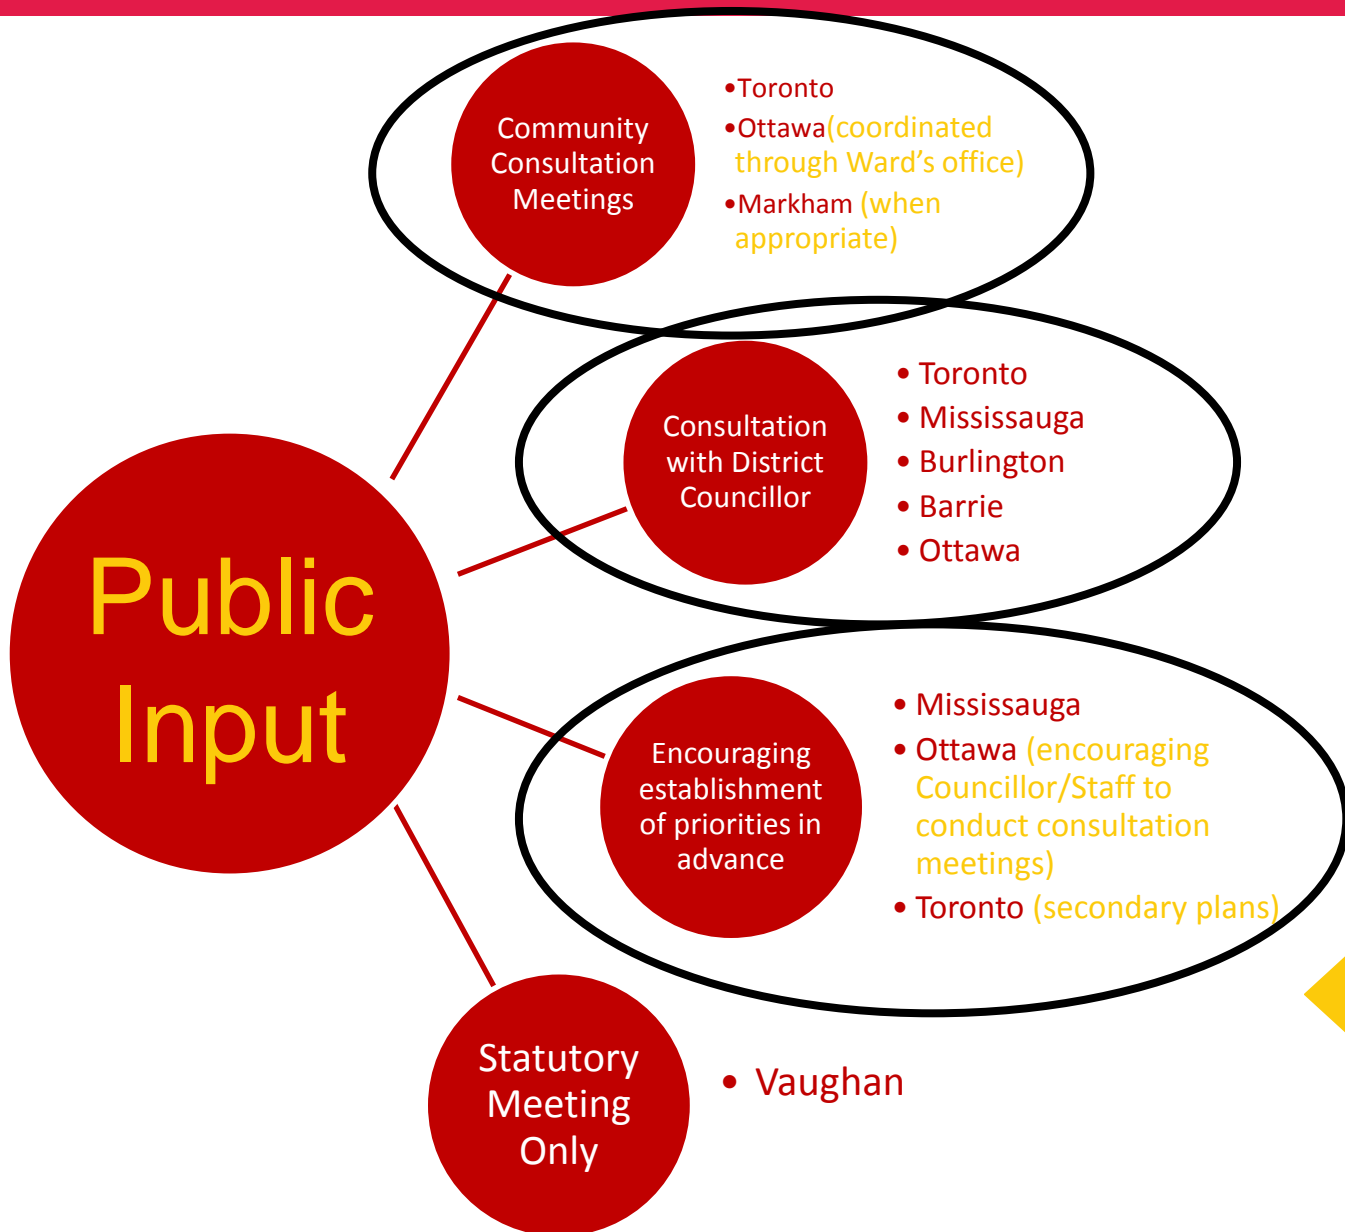 Community
Consultation
Meetings
•Toronto
•Ottawa(coordinated
through Ward’s office)
•Markham (when
appropriate)
Consultation
with District
Councillor
• Toronto
• Mississauga
• Burlington
• Barrie
• Ottawa
Public
Input
Encouraging
establishment
of priorities in
advance
• Mississauga
• Ottawa (encouraging
Councillor/Staff to
conduct consultation
meetings)
• Toronto (secondary plans)
Statutory
Meeting
Only
• Vaughan